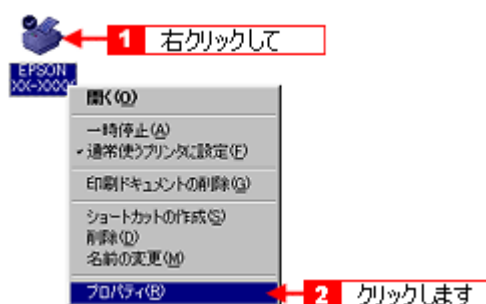 1 右クリックして
EPSON
XX-XXXX
開く(O)
一時停止(A)
通常使うプリンタに設定(F)
印刷ドキュメントの削除(G)
ショートカットの作成(S)
削除(D)
名前の変更(M)
プロパティ(R)
2 クリックします